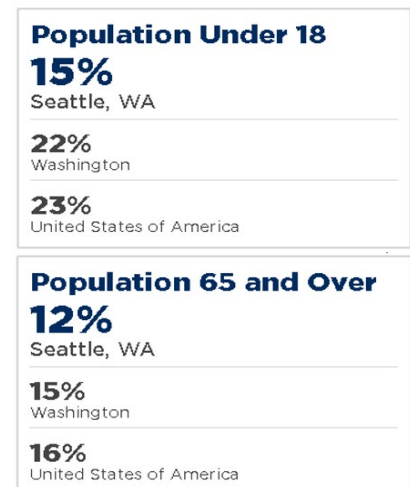 Population Under 18
15%
Seattle, WA
22%
Washington
23%
United States of America
Population 65 and Over
12%
Seattle, WA
15%
Washington
16%
United States of America